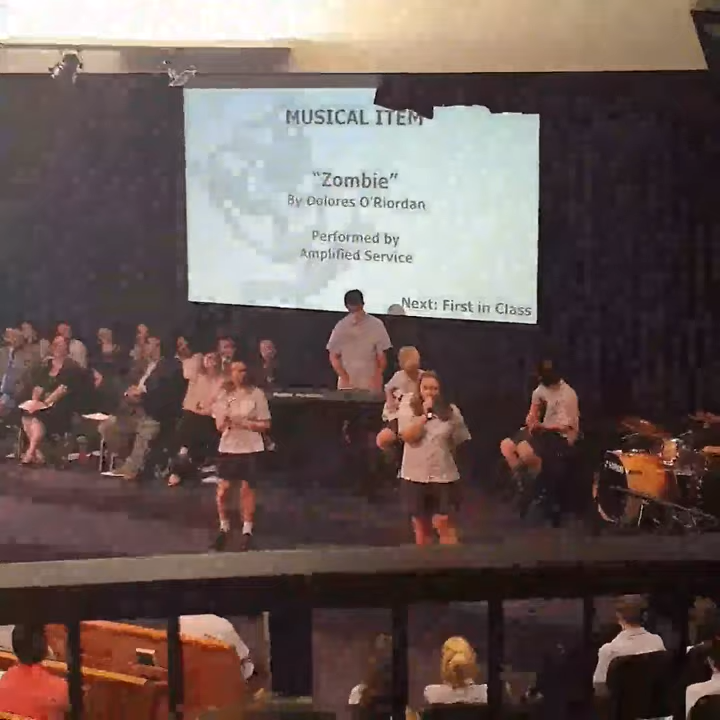 MUSICAL ITEM
“Zombie”
By Dolores O'Riordan
Performed by
Amplified Service
Next: First in Class